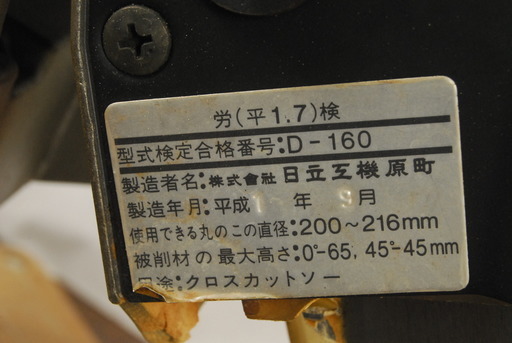 労(平1.7)検
型式検定合格番号:D-160
製造者名:株式會社日立工機原町
製造年月:平成 年 月
使用できる丸のこの直径:200～216mm
被削材の最大高さ:0°-65, 45°-45mm
用途:クロスカットソー